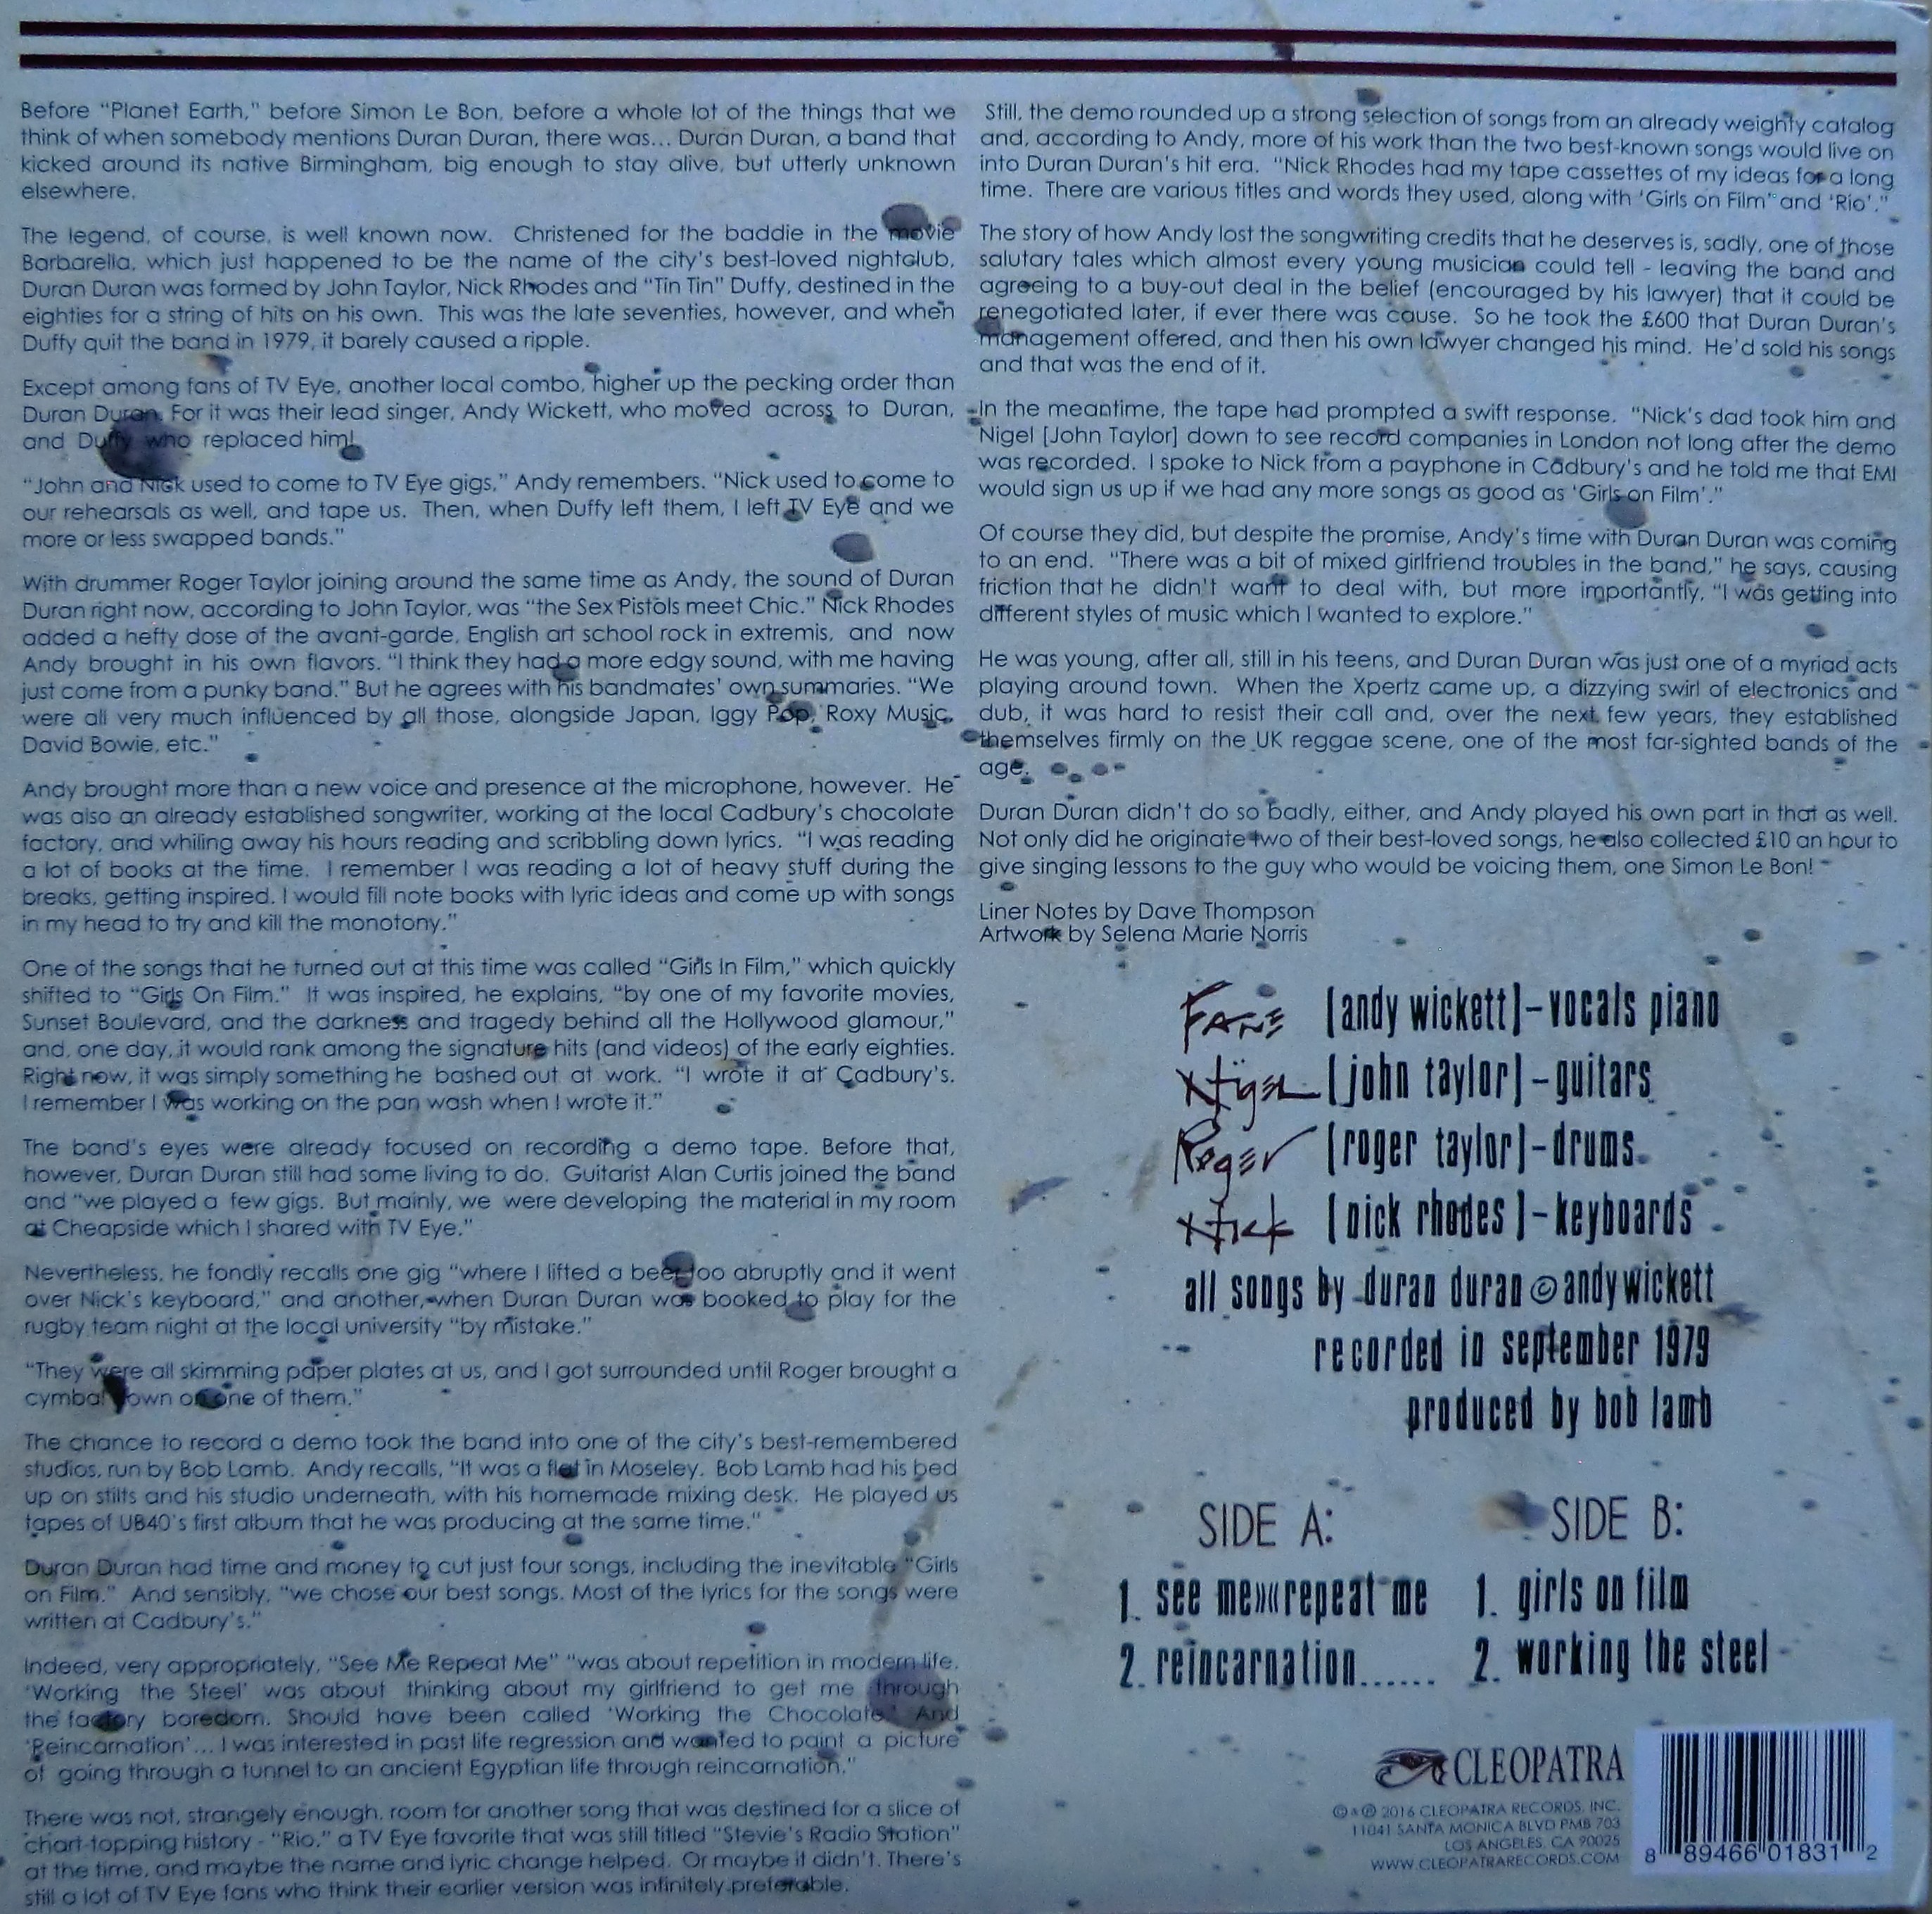 Before “Planet Earth,” before Simon Le Bon, before a whole lot of the things that we
think of when somebody mentions Duran Duran, there was... Duran Duran, a band that
kicked around its native Birmingham, big enough to stay alive, but utterly unknown
elsewhere.
The legend, of course, is well known now. Christened for the baddie in the movie
Barbarella, which just happened to be the name of the city's best-loved nightclub,
Duran Duran was formed by John Taylor, Nick Rhodes and “Tin Tin” Duffy, destined in the
eighties for a string of hits on his own. This was the late seventies, however, and when
Duffy quit the band in 1979, it barely caused a ripple.
Except among fans of TV Eye, another local combo, higher up the pecking order than
Duran Duran. For it was their lead singer, Andy Wickett, who moved across to Duran,
and Duffy who replaced him!
“John and Nick used to come to TV Eye gigs,” Andy remembers. “Nick used to come to
our rehearsals as well, and tape us. Then, when Duffy left them, I left TV Eye and we
more or less swapped bands.”
With drummer Roger Taylor joining around the same time as Andy, the sound of Duran
Duran right now, according to John Taylor, was “the Sex Pistols meet Chic.” Nick Rhodes
added a hefty dose of the avant-garde, English art school rock in extremis, and now
Andy brought in his own flavors. “I think they had a more edgy sound, with me having
just come from a punky band.” But he agrees with his bandmates' own summaries. “We
were all very much influenced by all those, alongside Japan, Iggy Pop, Roxy Music,
David Bowie, etc.”
Andy brought more than a new voice and presence at the microphone, however. He
was also an already established songwriter, working at the local Cadbury's chocolate
factory, and whiling away his hours reading and scribbling down lyrics. “I was reading
a lot of books at the time. I remember I was reading a lot of heavy stuff during the
breaks, getting inspired. I would fill note books with lyric ideas and come up with songs
in my head to try and kill the monotony.”
One of the songs that he turned out at this time was called “Girls In Film,” which quickly
shifted to “Girls On Film.” It was inspired, he explains, “by one of my favorite movies,
Sunset Boulevard, and the darkness and tragedy behind all the Hollywood glamour,”
and, one day, it would rank among the signature hits (and videos) of the early eighties.
Right now, it was simply something he bashed out at work. “I wrote it at Cadbury's.
I remember I was working on the pan wash when I wrote it.”
The band's eyes were already focused on recording a demo tape. Before that,
however, Duran Duran still had some living to do. Guitarist Alan Curtis joined the band
and “we played a few gigs. But mainly, we were developing the material in my room
at Cheapside which I shared with TV Eye.”
Nevertheless, he fondly recalls one gig “where I lifted a beer too abruptly and it went
over Nick's keyboard,” and another, when Duran Duran was booked to play for the
rugby team night at the local university “by mistake.”
“They were all skimming paper plates at us, and I got surrounded until Roger brought a
cymbal down on one of them.”
The chance to record a demo took the band into one of the city's best-remembered
studios, run by Bob Lamb. Andy recalls, “It was a flat in Moseley. Bob Lamb had his bed
up on stilts and his studio underneath, with his homemade mixing desk. He played us
tapes of UB40's first album that he was producing at the same time.”
Duran Duran had time and money to cut just four songs, including the inevitable “Girls
on Film.” And sensibly, “we chose our best songs. Most of the lyrics for the songs were
written at Cadbury's.”
Indeed, very appropriately, “See Me Repeat Me” “was about repetition in modern life.
‘Working the Steel’ was about thinking about my girlfriend to get me through
the factory boredom. Should have been called ‘Working the Chocolate.’ And
‘Reincarnation’... I was interested in past life regression and wanted to paint a picture
of going through a tunnel to an ancient Egyptian life through reincarnation.”
There was not, strangely enough, room for another song that was destined for a slice of
chart-topping history - “Rio,” a TV Eye favorite that was still titled “Stevie's Radio Station”
at the time, and maybe the name and lyric change helped. Or maybe it didn't. There's
still a lot of TV Eye fans who think their earlier version was infinitely preferable.
Still, the demo rounded up a strong selection of songs from an already weighty catalog
and, according to Andy, more of his work than the two best-known songs would live on
into Duran Duran's hit era. “Nick Rhodes had my tape cassettes of my ideas for a long
time. There are various titles and words they used, along with ‘Girls on Film’ and ‘Rio’.”
The story of how Andy lost the songwriting credits that he deserves is, sadly, one of those
salutary tales which almost every young musician could tell - leaving the band and
agreeing to a buy-out deal in the belief (encouraged by his lawyer) that it could be
renegotiated later, if ever there was cause. So he took the £600 that Duran Duran's
management offered, and then his own lawyer changed his mind. He'd sold his songs
and that was the end of it.
In the meantime, the tape had prompted a swift response. “Nick's dad took him and
Nigel [John Taylor] down to see record companies in London not long after the demo
was recorded. I spoke to Nick from a payphone in Cadbury's and he told me that EMI
would sign us up if we had any more songs as good as ‘Girls on Film’.”
Of course they did, but despite the promise, Andy's time with Duran Duran was coming
to an end. “There was a bit of mixed girlfriend troubles in the band,” he says, causing
friction that he didn't want to deal with, but more importantly, “I was getting into
different styles of music which I wanted to explore.”
He was young, after all, still in his teens, and Duran Duran was just one of a myriad acts
playing around town. When the Xpertz came up, a dizzying swirl of electronics and
dub, it was hard to resist their call and, over the next few years, they established
themselves firmly on the UK reggae scene, one of the most far-sighted bands of the
age.
Duran Duran didn't do so badly, either, and Andy played his own part in that as well.
Not only did he originate two of their best-loved songs, he also collected £10 an hour to
give singing lessons to the guy who would be voicing them, one Simon Le Bon!
Liner Notes by Dave Thompson
Artwork by Selena Marie Norris
Fane [andy wickett]-vocals piano
Nigel [john taylor]-guitars
Roger [roger taylor]-drums
Nick [nick rhodes]-keyboards
all songs by duran duran © andy wickett
recorded in september 1979
produced by bob lamb
SIDE A: SIDE B:
1. see me»«repeat me 1. girls on film
2. reincarnation...... 2. working the steel
CLEOPATRA
© & ℗ 2016 CLEOPATRA RECORDS, INC.
11041 SANTA MONICA BLVD PMB 703
LOS ANGELES, CA 90025
WWW.CLEOPATRARECORDS.COM
8 89466 01831 2